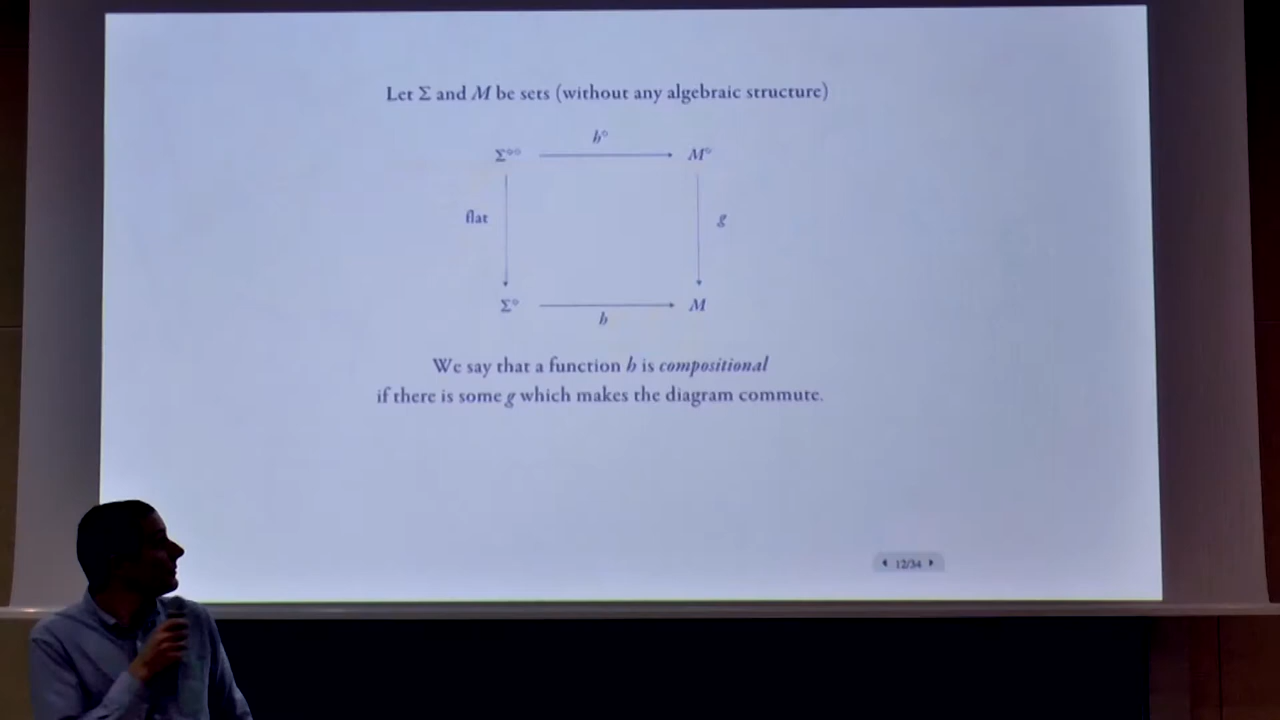 Let Σ and M be sets (without any algebraic structure)
h°
Σ°° M°
flat g
Σ° M
h
We say that a function h is compositional
if there is some g which makes the diagram commute.
12/34